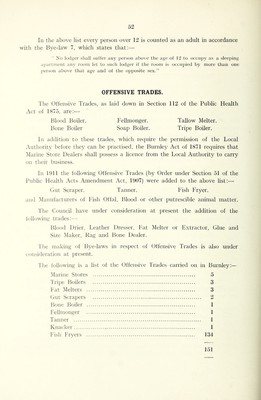 52
In the above list every person over 12 is counted as an adult in accordance
with the Bye-law 7, which states that:—
" No lodger shall suffer any person above the age of 12 to occupy as a sleeping
apartment any room let to such lodger if the room is occupied by more than one
person above that age and of the opposite sex."
OFFENSIVE TRADES.
The Offensive Trades, as laid down in Section 112 of the Public Health
Act of 1875, are:—
Blood Boiler. Fellmonger. Tallow Melter.
Bone Boiler Soap Boiler. Tripe Boiler.
In addition to these trades, which require the permission of the Local
Authority before they can be practised, the Burnley Act of 1871 requires that
Marine Store Dealers shall possess a licence from the Local Authority to carry
on their business.
In 1911 the following Offensive Trades (by Order under Section 51 of the
Public Health Acts Amendment Act, 1907) were added to the above list:—
Gut Scraper. Tanner. Fish Fryer.
and Manufacturers of Fish Offal, Blood or other putrescible animal matter.
The Council have under consideration at present the addition of the
following trades:—
Blood Drier, Leather Dresser, Fat Melter or Extractor, Glue and
Size Maker, Rag and Bone Dealer.
The making of Bye-laws in respect of Offensive Trades is also under
consideration at present.
The following is a list of the Offensive Trades carried on in Burnley:—
Marine Stores 5
Tripe Boilers 3
Fat Melters 3
Gut Scrapers 2
Bone Boiler 1
Fellmonger 1
Tanner 1
Knacker 1
Fish Fryers 134
151